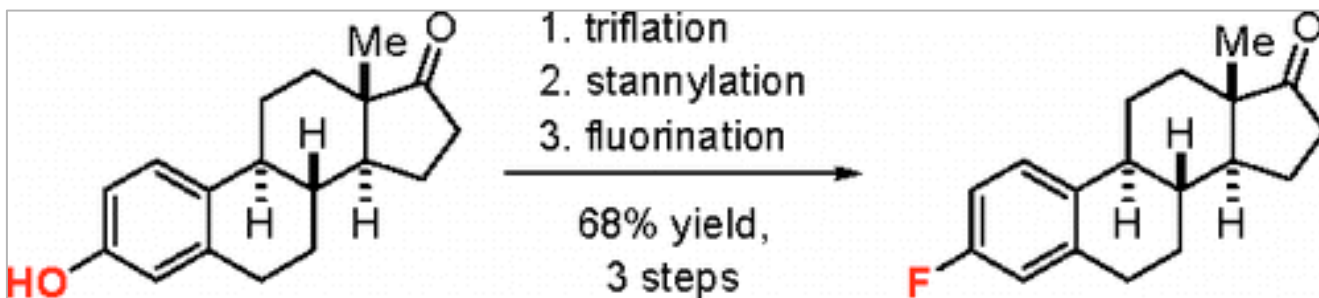 Me O
1. triflation
2. stannylation
3. fluorination
68% yield,
3 steps
H
H H
HO
Me O
H
H H
F